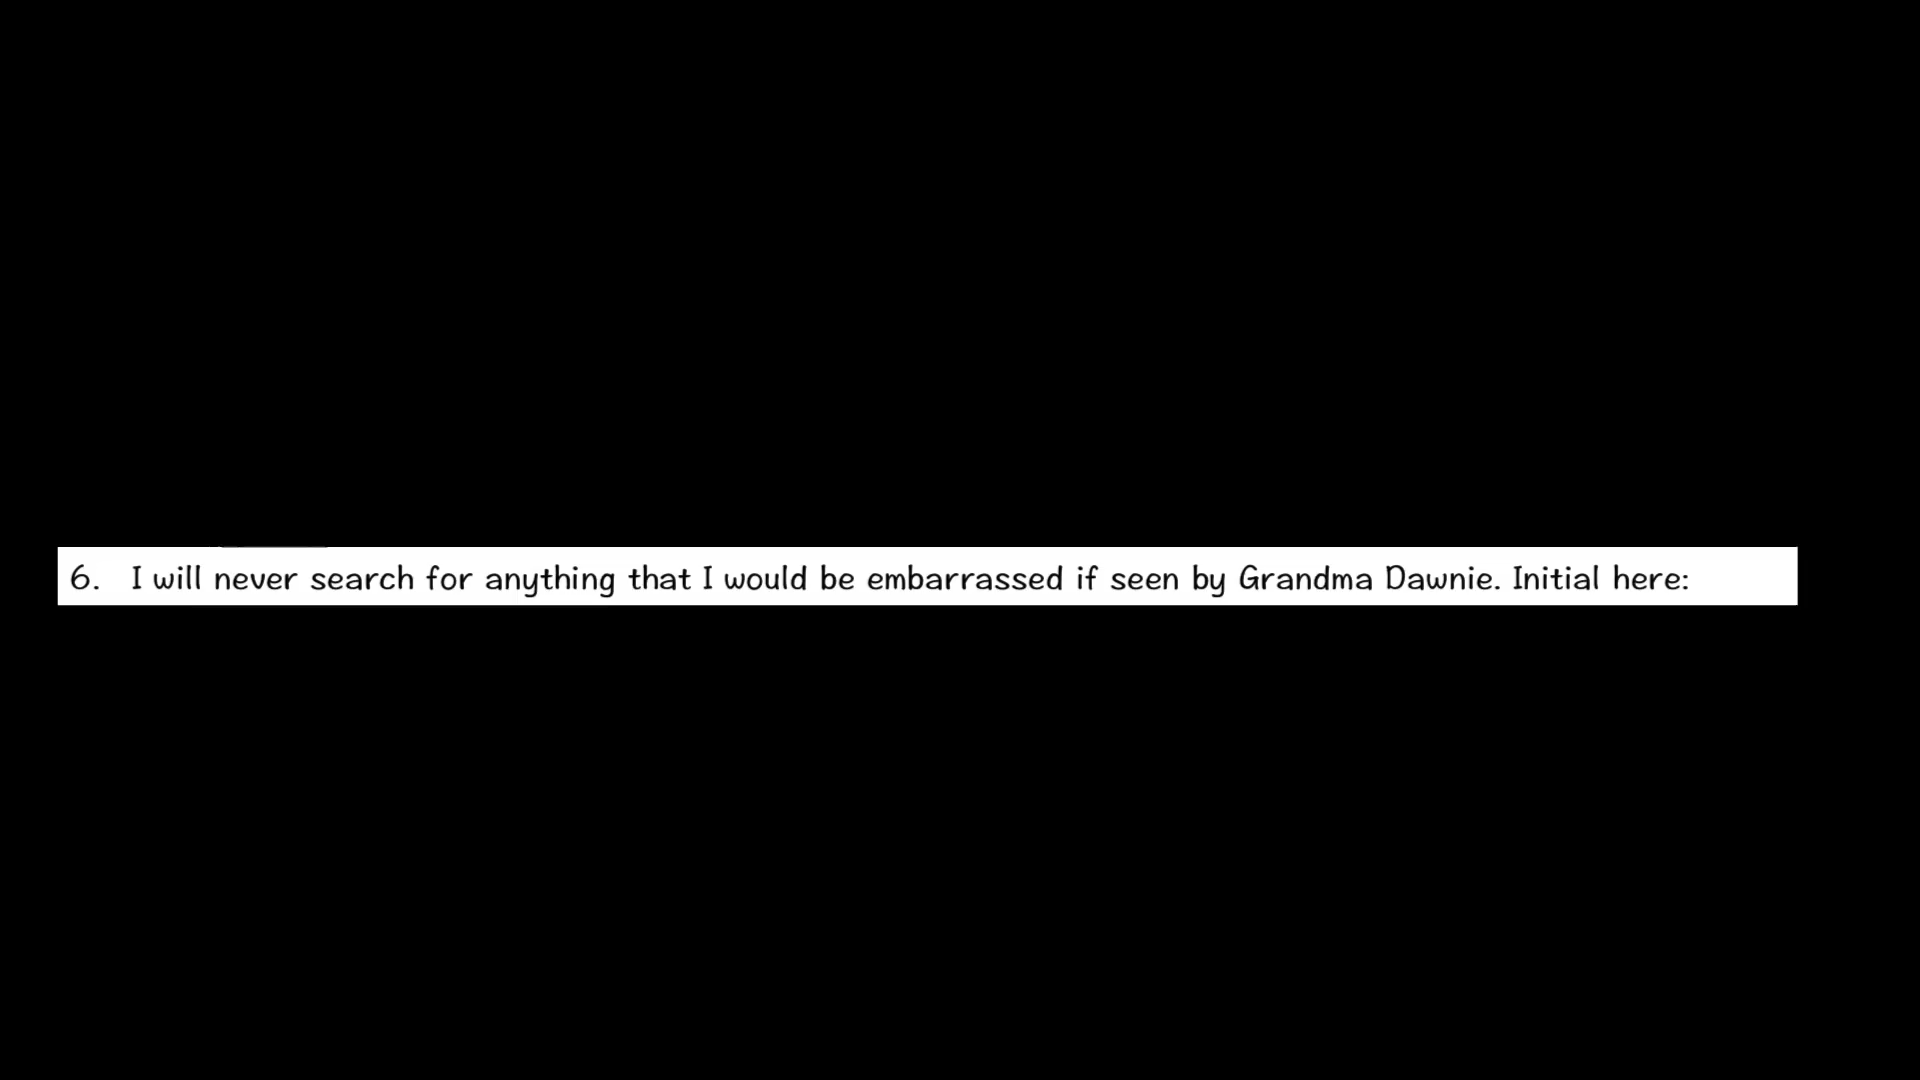 6. I will never search for anything that I would be embarrassed if seen by Grandma Dawnie. Initial here: